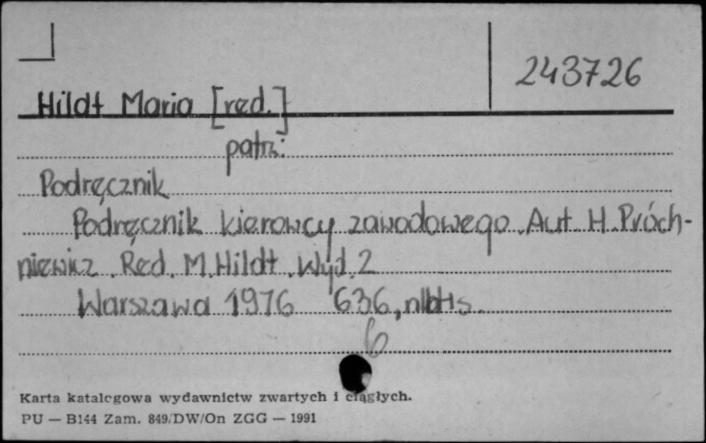 243726
Hildt Maria [red.]
patrz:
Podręcznik
Podręcznik kierowcy zawodowego. Aut. H. Próch-
niewicz. Red. M. Hildt. Wyd. 2
Warszawa 1976 636, nlb
6
Karta katalogowa wydawnictw zwartych i ciągłych.
PU — B144 Zam. 849/DW/On ZGG — 1991